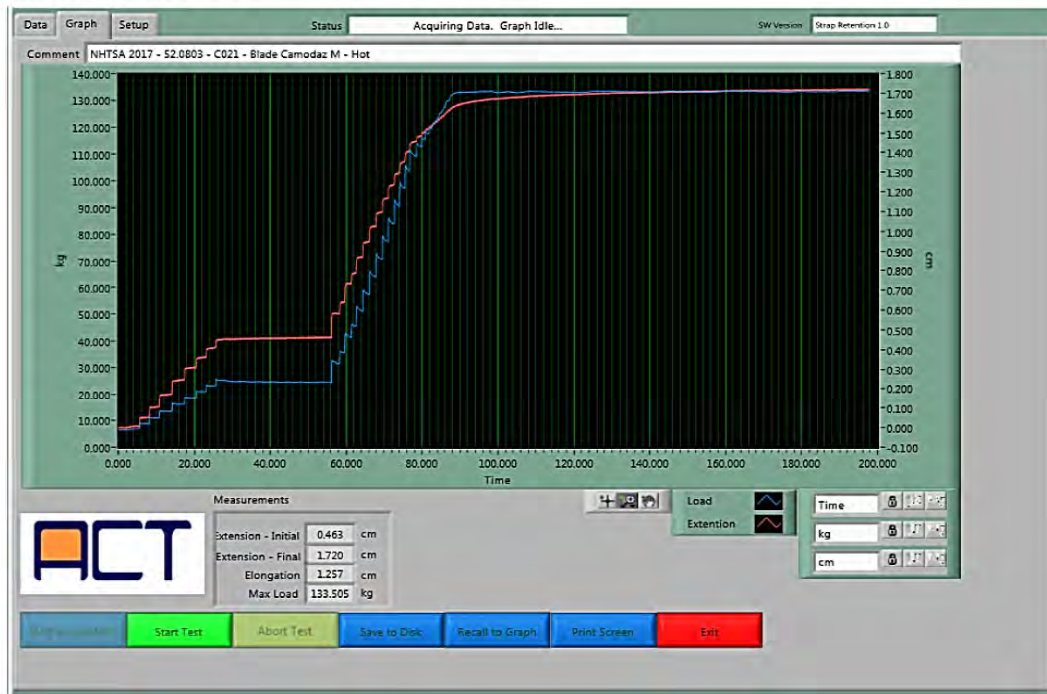 Data Graph Setup Status Acquiring Data. Graph Idle... SW Version Strap Retention 1.0
Comment NHTSA 2017 - S2.0803 - C021 - Blade Camodaz M - Hot
140.000 1.800
130.000 1.700
1.600
120.000 1.500
110.000 1.400
1.300
100.000 1.200
90.000 1.100
80.000 1.000
0.900
kg 70.000 cm
0.800
60.000 0.700
50.000 0.600
0.500
40.000 0.400
30.000 0.300
20.000 0.200
0.100
10.000 0.000
0.000 -0.100
0.000 20.000 40.000 60.000 80.000 100.000 120.000 140.000 160.000 180.000 200.000
Time
Measurements
Load
Extention
Time
kg
cm
ACT
Extension - Initial 0.463 cm
Extension - Final 1.720 cm
Elongation 1.257 cm
Max Load 133.505 kg
Start Test Abort Test Save to Disk Recall to Graph Print Screen Exit